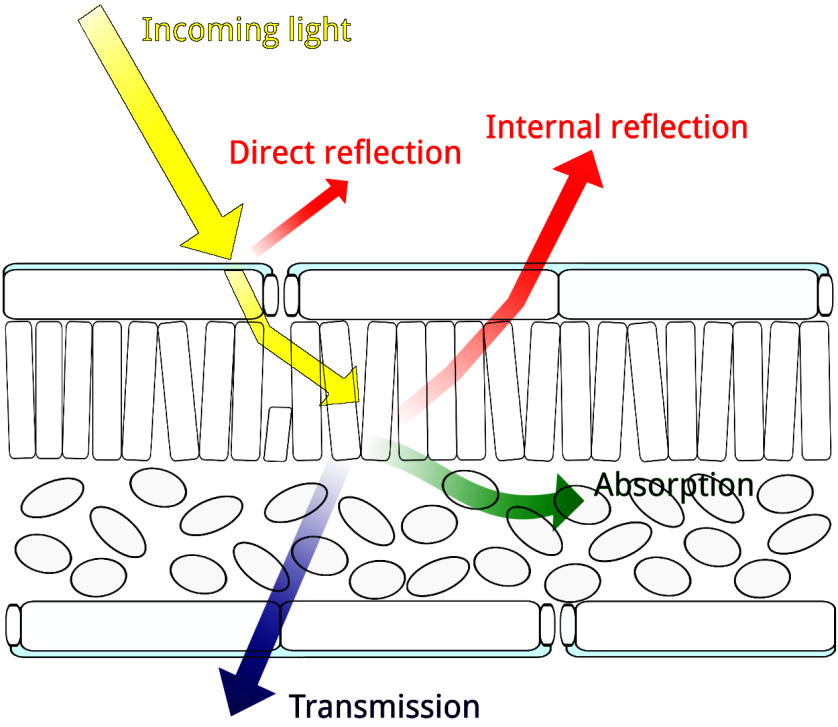 Incoming light
Internal reflection
Direct reflection
Absorption
Transmission